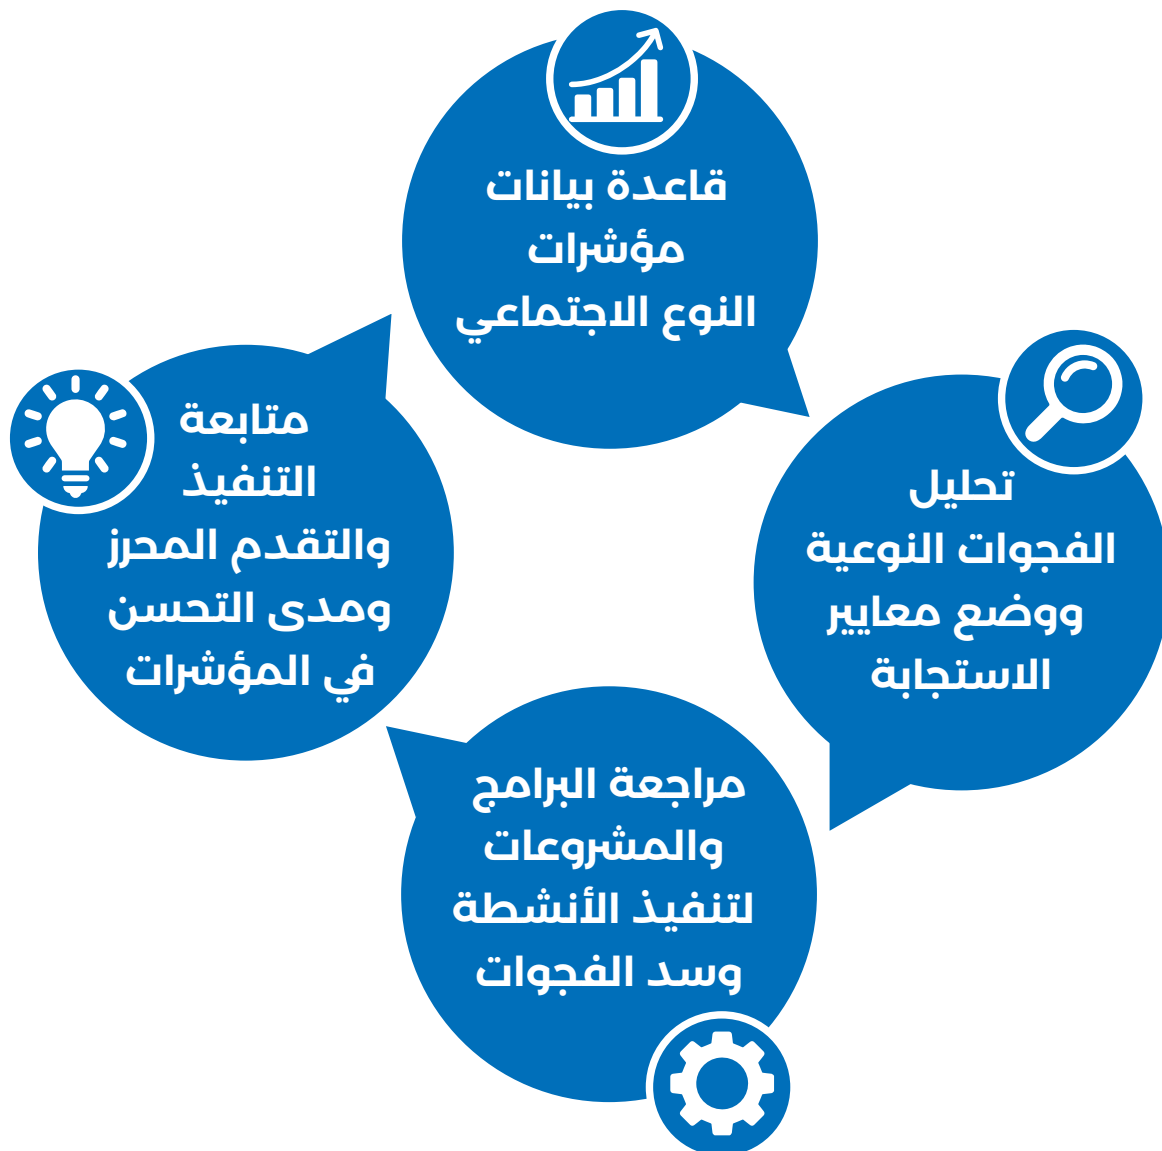 قاعدة بيانات
مؤشرات
النوع الاجتماعي
تحليل
الفجوات النوعية
ووضع معايير
الاستجابة
مراجعة البرامج
والمشروعات
لتنفيذ الأنشطة
وسد الفجوات
متابعة
التنفيذ
والتقدم المحرز
ومدى التحسن
في المؤشرات